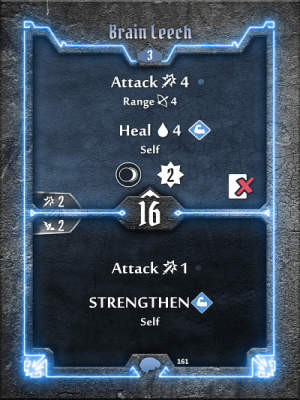 Brain Leech
3
Attack 4
Range 4
Heal 4
Self
2
2
16
2
Attack 1
STRENGTHEN
Self
161